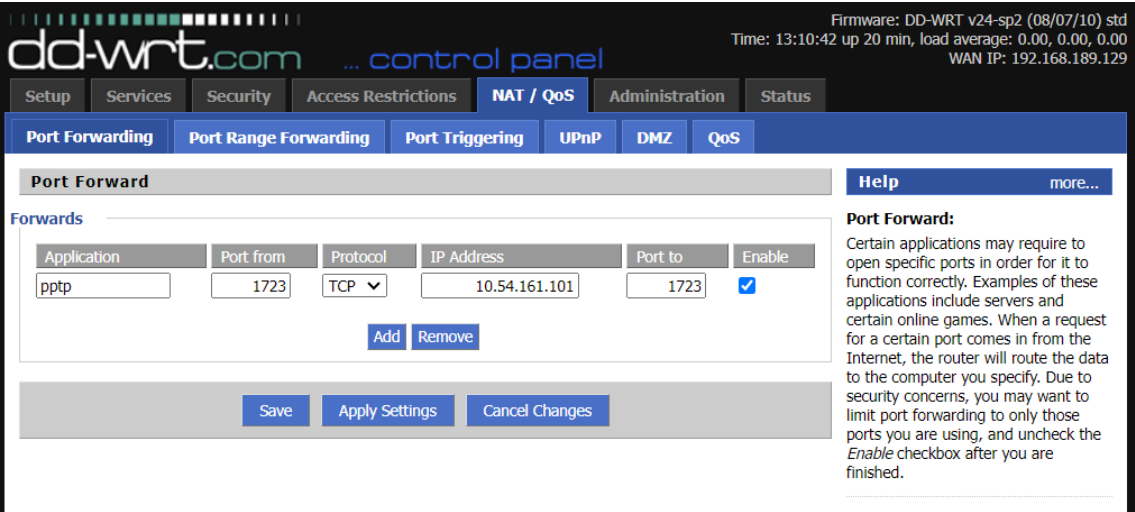 Firmware: DD-WRT v24-sp2 (08/07/10) std
Time: 13:10:42 up 20 min, load average: 0.00, 0.00, 0.00
WAN IP: 192.168.189.129
dd-wrt.com ... control panel
Setup Services Security Access Restrictions NAT / QoS Administration Status
Port Forwarding Port Range Forwarding Port Triggering UPnP DMZ QoS
Port Forward
Forwards
Application Port from Protocol IP Address Port to Enable
pptp 1723 TCP 10.54.161.101 1723
Add Remove
Save Apply Settings Cancel Changes
Help more...
Port Forward:
Certain applications may require to
open specific ports in order for it to
function correctly. Examples of these
applications include servers and
certain online games. When a request
for a certain port comes in from the
Internet, the router will route the data
to the computer you specify. Due to
security concerns, you may want to
limit port forwarding to only those
ports you are using, and uncheck the
Enable checkbox after you are
finished.